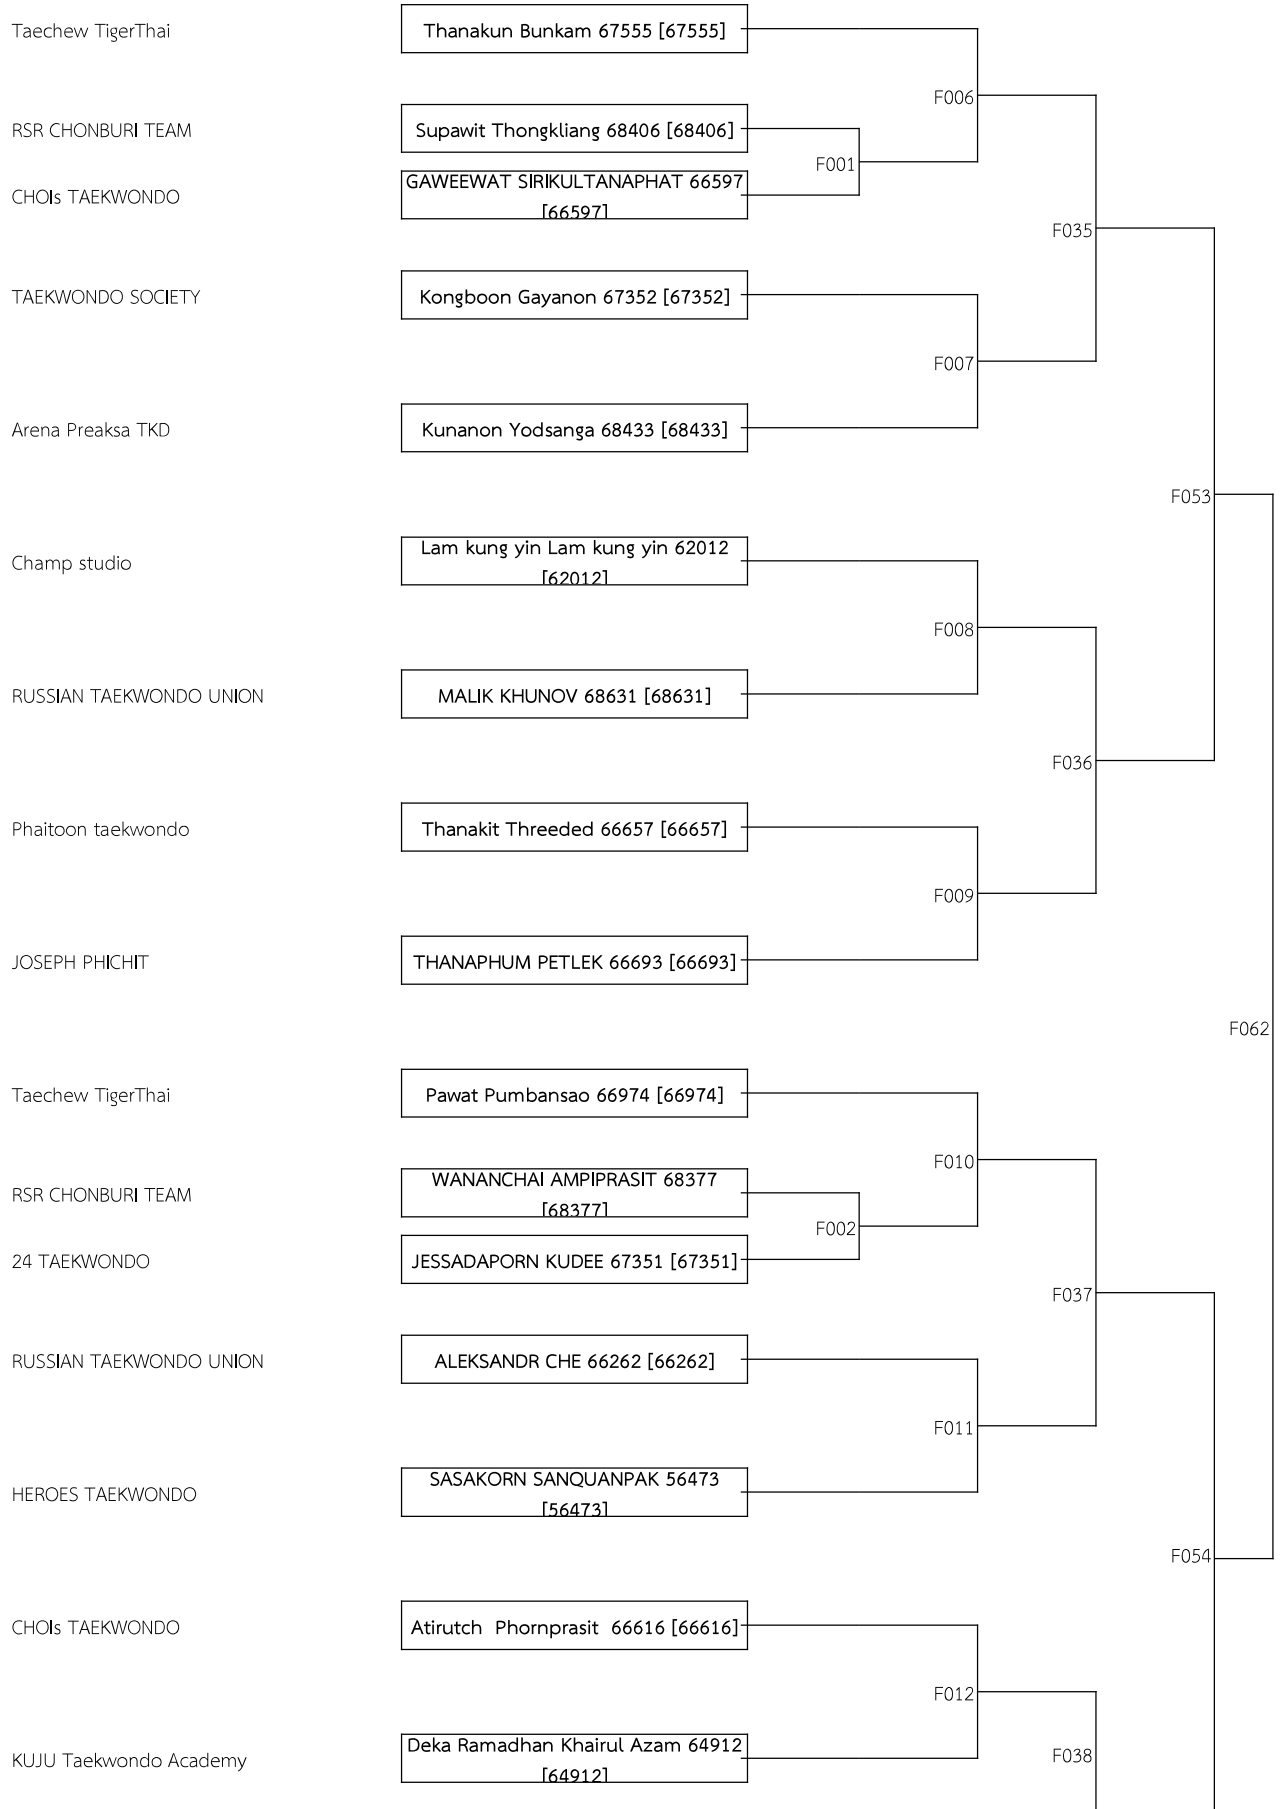 Taechew TigerThai
Thanakun Bunkam 67555 [67555]
F006
RSR CHONBURI TEAM
Supawit Thongkliang 68406 [68406]
F001
CHOIs TAEKWONDO
GAWEEWAT SIRIKULTANAPHAT 66597
[66597]
F035
TAEKWONDO SOCIETY
Kongboon Gayanon 67352 [67352]
F007
Arena Preaksa TKD
Kunanon Yodsanga 68433 [68433]
F053
Champ studio
Lam kung yin Lam kung yin 62012
[62012]
F008
RUSSIAN TAEKWONDO UNION
MALIK KHUNOV 68631 [68631]
F036
Phaitoon taekwondo
Thanakit Threeded 66657 [66657]
F009
JOSEPH PHICHIT
THANAPHUM PETLEK 66693 [66693]
F062
Taechew TigerThai
Pawat Pumbansao 66974 [66974]
F010
RSR CHONBURI TEAM
WANANCHAI AMPIPRASIT 68377
[68377]
F002
24 TAEKWONDO
JESSADAPORN KUDEE 67351 [67351]
F037
RUSSIAN TAEKWONDO UNION
ALEKSANDR CHE 66262 [66262]
F011
HEROES TAEKWONDO
SASAKORN SANQUANPAK 56473
[56473]
F054
CHOIs TAEKWONDO
Atirutch  Phornprasit  66616 [66616]
F012
KUJU Taekwondo Academy
Deka Ramadhan Khairul Azam 64912
[64912]
F038